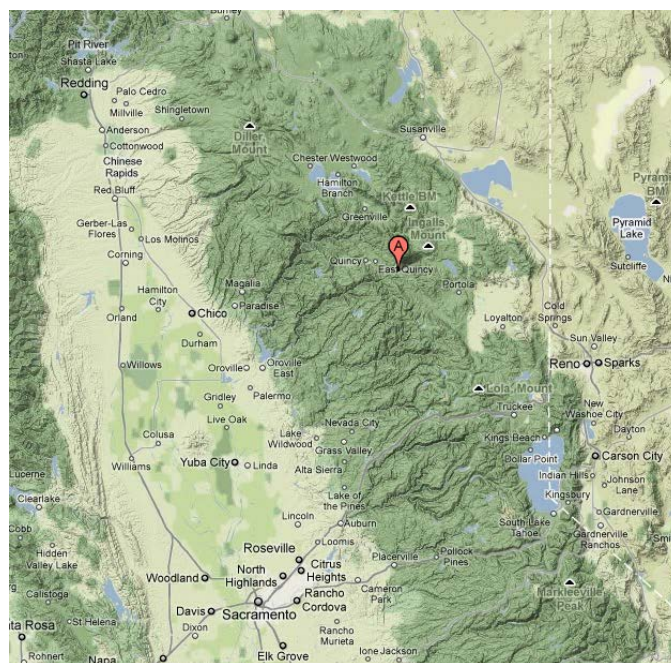 Burney
Pit River
Shasta Lake
Redding
Palo Cedro
Millville
Shingletown
Anderson
Cottonwood
Diller
Mount
Susanville
Chinese
Rapids
Chester Westwood
Hamilton
Branch
Red Bluff
Kettle BM
Pyramid
BM
Greenville
Ingalls
Mount
Gerber-Las
Flores
Los Molinos
Pyramid
Lake
A
Corning
Quincy
East Quincy
Sutcliffe
Magalia
Portola
Hamilton
City
Paradise
Orland
Chico
Cold
Springs
Loyalton
Durham
Sun Valley
Willows
Oroville
Oroville
East
Reno
Sparks
Palermo
Lola, Mount
Gridley
Truckee
New
Washoe City
Live Oak
Nevada City
Dayton
Colusa
Lake
Wildwood
Kings Beach
Grass Valley
Dollar Point
Carson City
Williams
Yuba City
Linda
Alta Sierra
Indian Hills
Johnson
Lane
Lucerne
Clearlake
Lake of
the Pines
Kingsbury
Lincoln
Auburn
South Lake
Tahoe
Gardnerville
Gardnerville
Ranchos
Cobb
Loomis
Hidden
Valley Lake
Roseville
Placerville
Pollock
Pines
Woodland
North
Highlands
Citrus
Heights
Calistoga
Cameron
Park
Markleeville
Peak
Davis
Sacramento
Rancho
Cordova
St Helena
Dixon
Rancho
Murieta
ta Rosa
Rohnert
Napa
Elk Grove
Ione Jackson